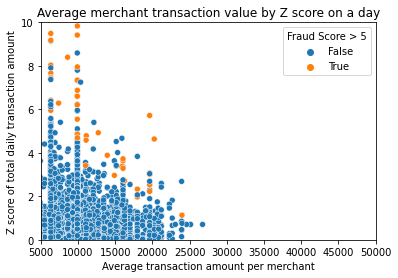 Average merchant transaction value by Z score on a day
Z score of total daily transaction amount
10
8
6
4
2
0
Fraud Score > 5
False
True
5000 10000 15000 20000 25000 30000 35000 40000 45000 50000
Average transaction amount per merchant